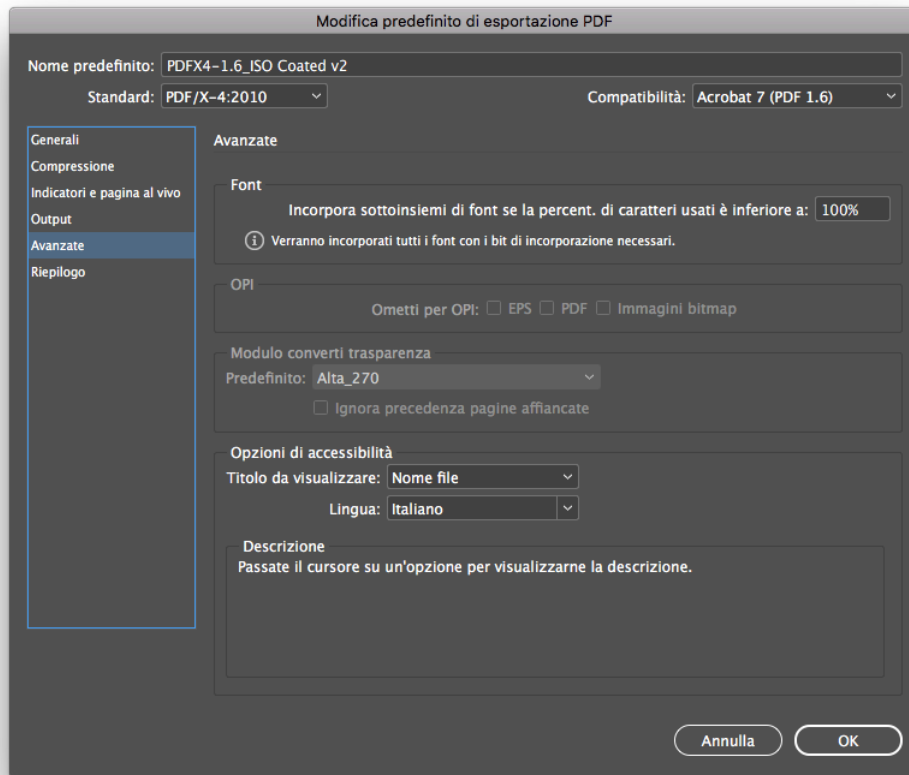 Modifica predefinito di esportazione PDF
Nome predefinito: PDFX4-1.6_ISO Coated v2
Standard: PDF/X-4:2010 Compatibilità: Acrobat 7 (PDF 1.6)
Generali
Compressione
Indicatori e pagina al vivo
Output
Avanzate
Riepilogo
Avanzate
Font
Incorpora sottoinsiemi di font se la percent. di caratteri usati è inferiore a: 100%
Verranno incorporati tutti i font con i bit di incorporazione necessari.
OPI
Ometti per OPI: EPS PDF Immagini bitmap
Modulo converti trasparenza
Predefinito: Alta_270
Ignora precedenza pagine affiancate
Opzioni di accessibilità
Titolo da visualizzare: Nome file
Lingua: Italiano
Descrizione
Passate il cursore su un'opzione per visualizzarne la descrizione.
Annulla OK